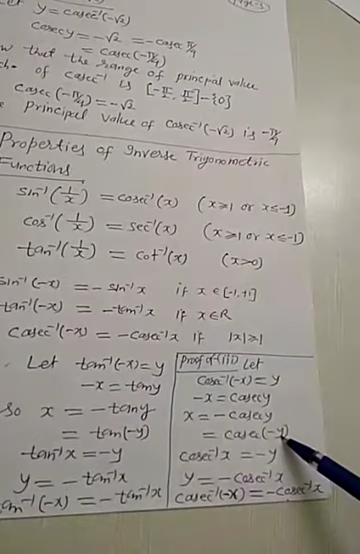 y = cosec⁻¹(-√2)
cosec y = -√2 = -cosec π/4
= cosec(-π/4)
that the range of principal value
of cosec⁻¹ is [-π/2, π/2]-{0}
cosec(-π/4) = -√2
Principal value of cosec⁻¹(-√2) is -π/4
Properties of Inverse Trigonometric
Functions
sin⁻¹(1/x) = cosec⁻¹(x) (x⩾1 or x≤-1)
cos⁻¹(1/x) = sec⁻¹(x) (x⩾1 or x≤-1)
tan⁻¹(1/x) = cot⁻¹(x) (x>0)
sin⁻¹(-x) = -sin⁻¹x if x∈[-1,+1]
tan⁻¹(-x) = -tan⁻¹x if x∈R
cosec⁻¹(-x) = -cosec⁻¹x if |x|⩾1
Let tan⁻¹(-x) = y
-x = tany
So x = -tany
= tan(-y)
tan⁻¹x = -y
y = -tan⁻¹x
tan⁻¹(-x) = -tan⁻¹x
proof of (iii) Let
cosec⁻¹(-x) = y
-x = cosecy
x = -cosecy
= cosec(-y)
cosec⁻¹x = -y
y = -cosec⁻¹x
cosec⁻¹(-x) = -cosec⁻¹x